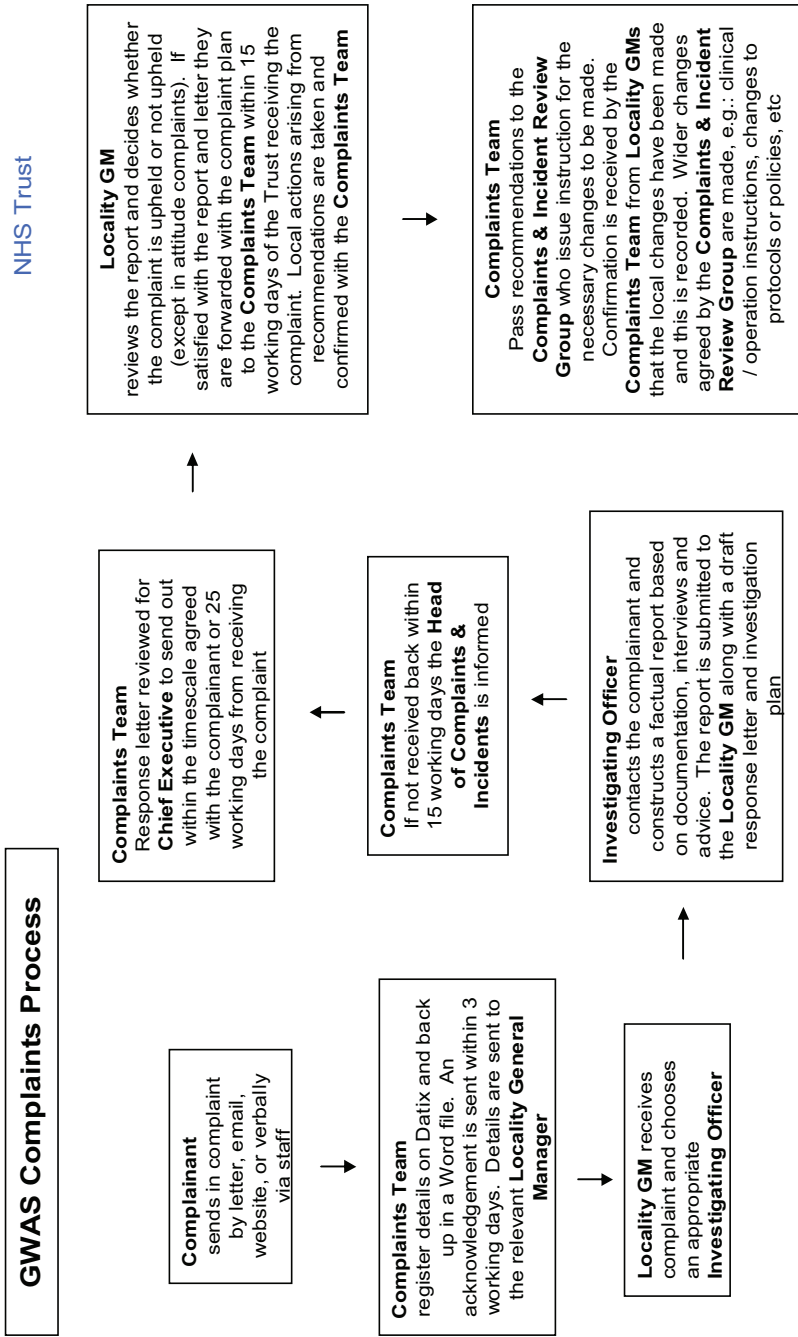 NHS Trust
GWAS Complaints Process
Complainant
sends in complaint
by letter, email,
website, or verbally
via staff
Complaints Team
register details on Datix and back
up in a Word file. An
acknowledgement is sent within 3
working days. Details are sent to
the relevant Locality General
Manager
Locality GM receives
complaint and chooses
an appropriate
Investigating Officer
Investigating Officer
contacts the complainant and
constructs a factual report based
on documentation, interviews and
advice. The report is submitted to
the Locality GM along with a draft
response letter and investigation
plan
Complaints Team
If not received back within
15 working days the Head
of Complaints &
Incidents is informed
Complaints Team
Response letter reviewed for
Chief Executive to send out
within the timescale agreed
with the complainant or 25
working days from receiving
the complaint
Locality GM
reviews the report and decides whether
the complaint is upheld or not upheld
(except in attitude complaints). If
satisfied with the report and letter they
are forwarded with the complaint plan
to the Complaints Team within 15
working days of the Trust receiving the
complaint. Local actions arising from
recommendations are taken and
confirmed with the Complaints Team
Complaints Team
Pass recommendations to the
Complaints & Incident Review
Group who issue instruction for the
necessary changes to be made.
Confirmation is received by the
Complaints Team from Locality GMs
that the local changes have been made
and this is recorded. Wider changes
agreed by the Complaints & Incident
Review Group are made, e.g.: clinical
/ operation instructions, changes to
protocols or policies, etc